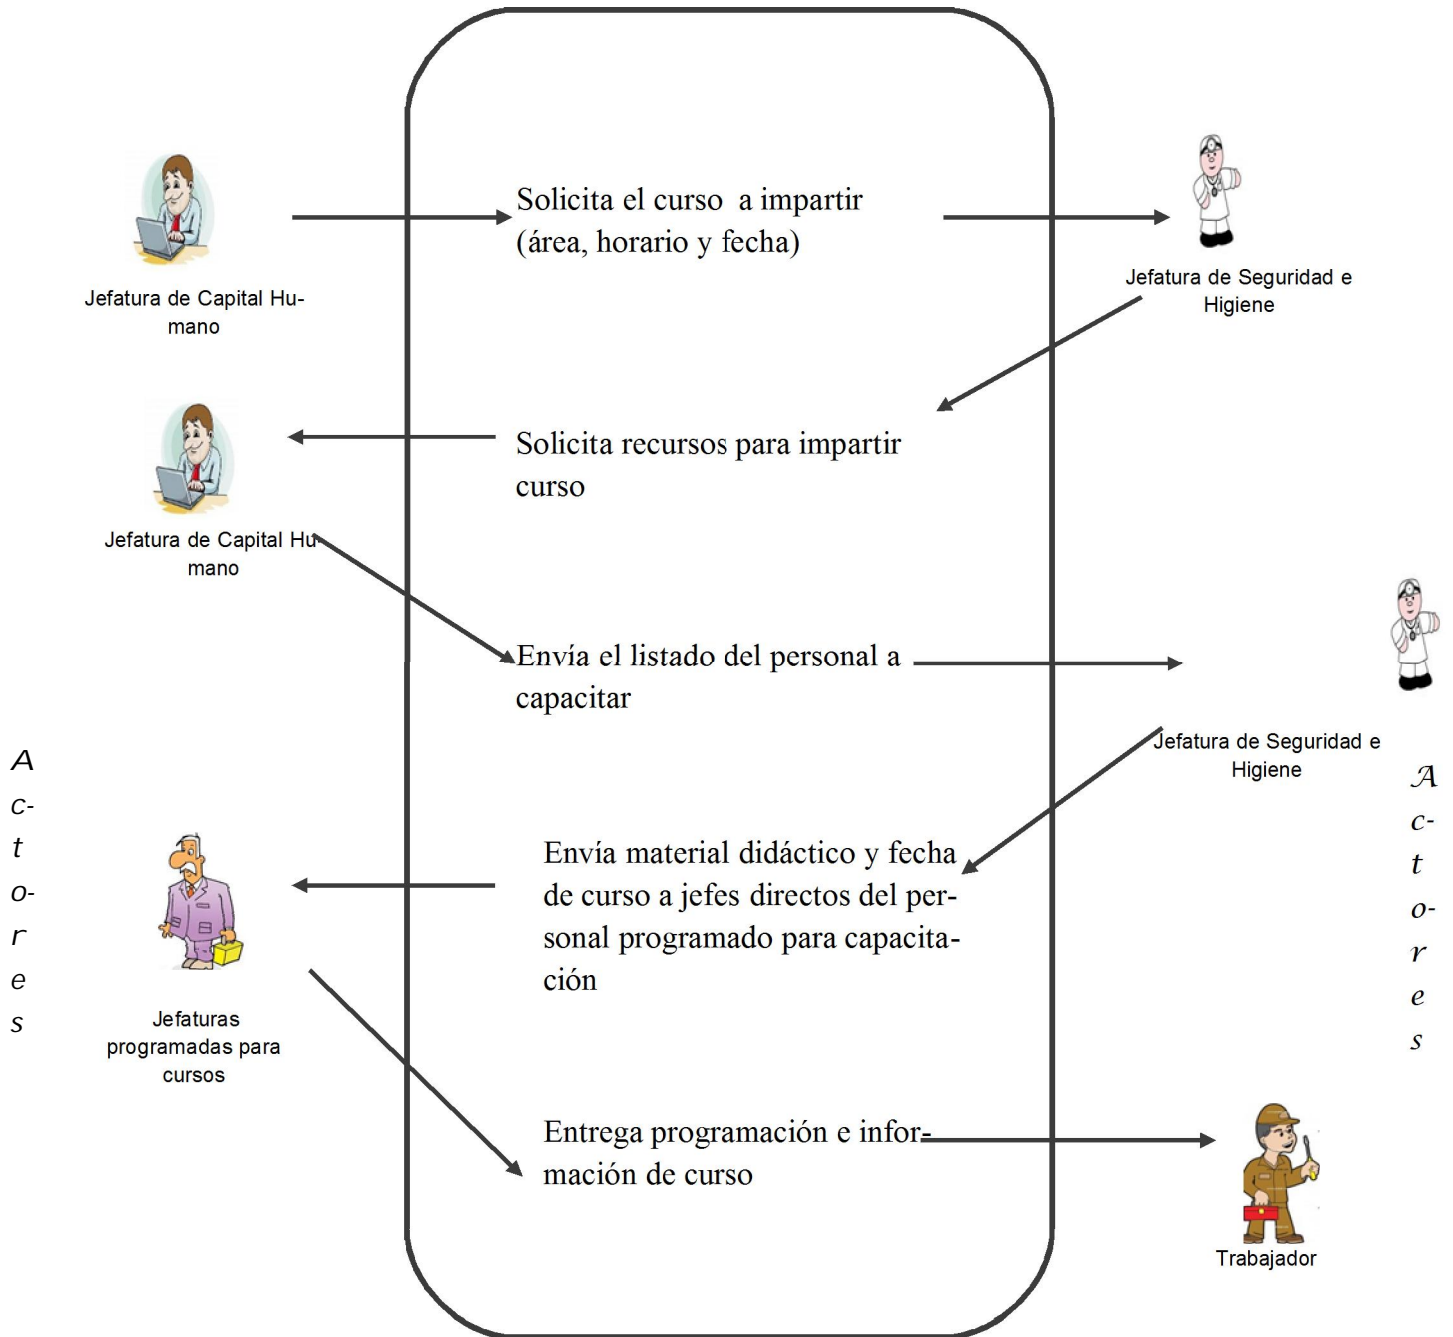 Solicita el curso a impartir
(área, horario y fecha)
Jefatura de Capital Hu-
mano
Jefatura de Seguridad e
Higiene
Solicita recursos para impartir
curso
Jefatura de Capital Hu-
mano
Envía el listado del personal a
capacitar
Jefatura de Seguridad e
Higiene
A
c-
t
o-
r
e
s
A
c-
t
o-
r
e
s
Envía material didáctico y fecha
de curso a jefes directos del per-
sonal programado para capacita-
ción
Jefaturas
programadas para
cursos
Entrega programación e infor-
mación de curso
Trabajador